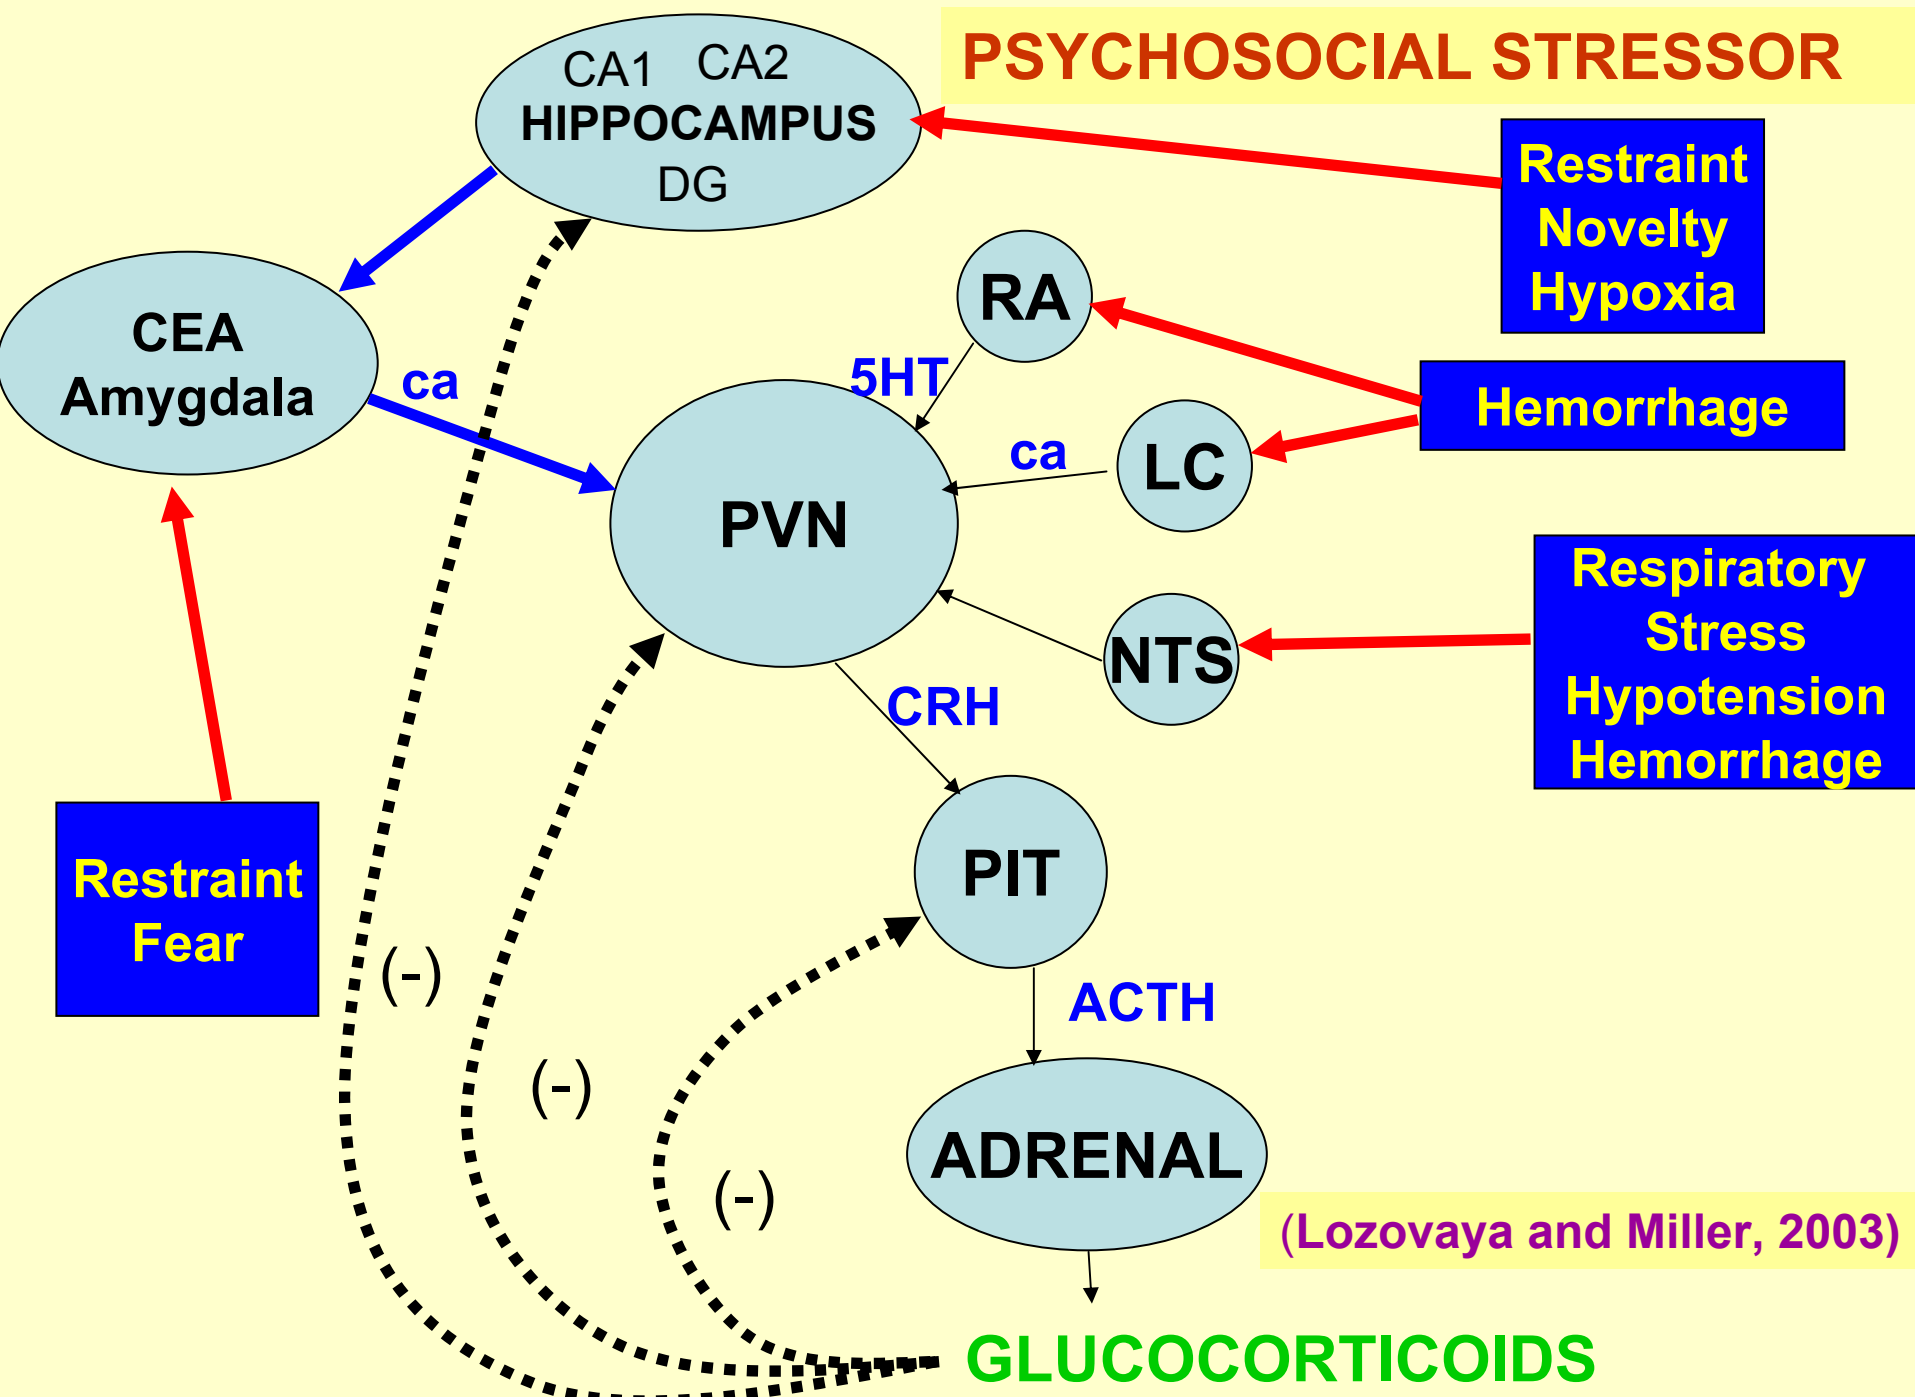 PSYCHOSOCIAL STRESSOR
CA1 CA2
HIPPOCAMPUS
DG
Restraint
Novelty
Hypoxia
RA
CEA
Amygdala
ca
5HT
Hemorrhage
ca
LC
PVN
Respiratory
Stress
Hypotension
Hemorrhage
NTS
CRH
PIT
Restraint
Fear
(-)
ACTH
(-)
ADRENAL
(-)
(Lozovaya and Miller, 2003)
GLUCOCORTICOIDS